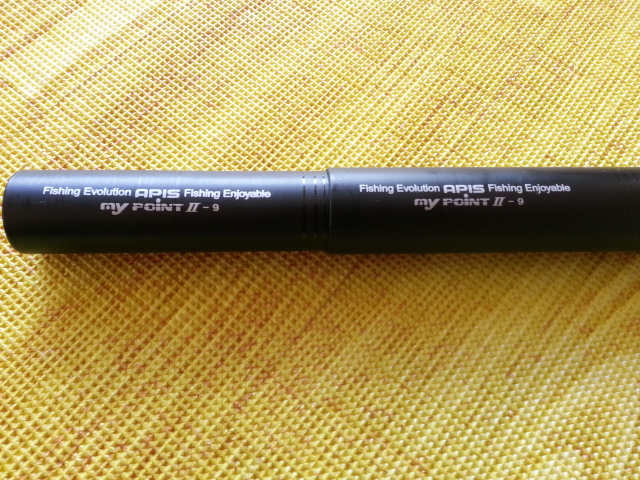 Fishing Evolution APIS Fishing Enjoyable
my POINT II - 9
Fishing Evolution APIS Fishing Enjoyable
my POINT II - 9